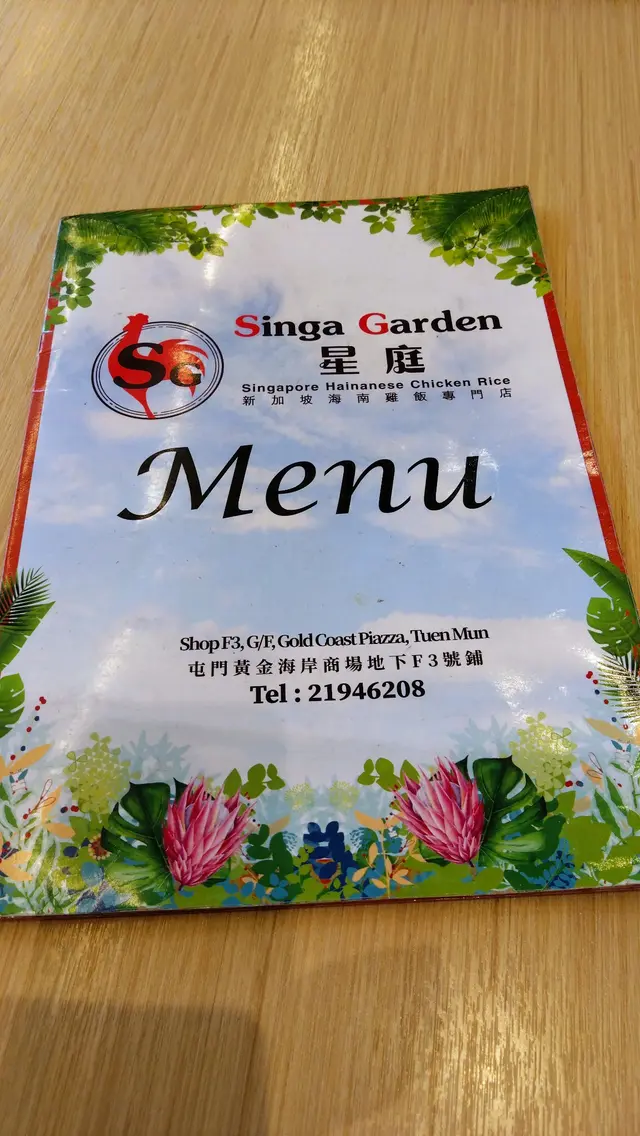 SG
Singa Garden
星庭
Singapore Hainanese Chicken Rice
新加坡海南雞飯專門店
Menu
Shop F3, G/F, Gold Coast Piazza, Tuen Mun
屯門黃金海岸商場地下F3號鋪
Tel : 21946208